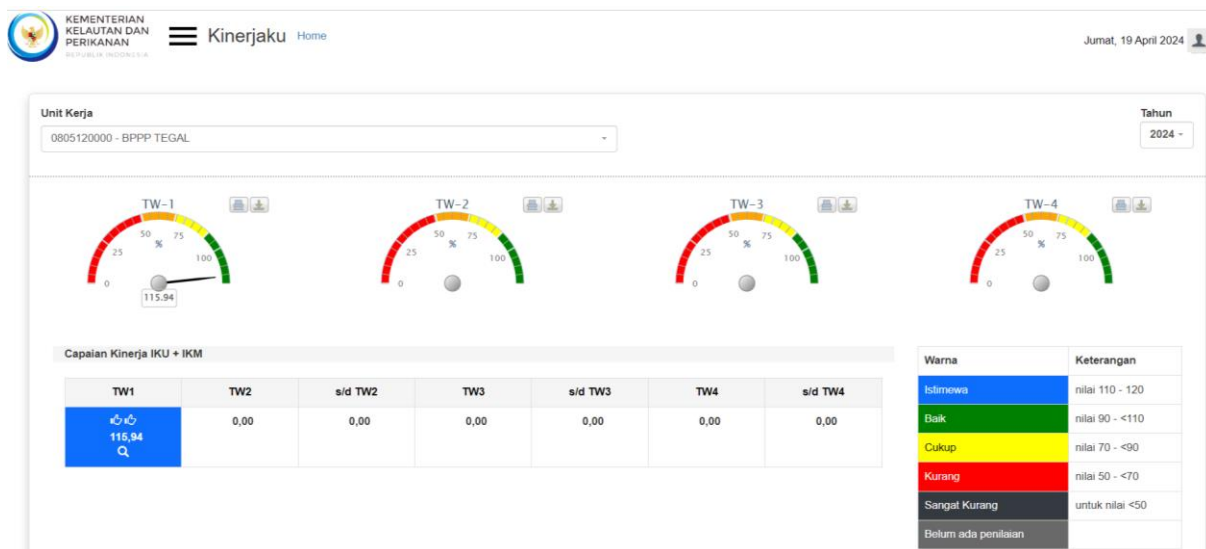 KEMENTERIAN
KELAUTAN DAN
PERIKANAN
REPUBLIK INDONESIA
Kinerjaku Home
Jumat, 19 April 2024
Unit Kerja
Tahun
0805120000 - BPPP TEGAL
2024
TW-1
0 25 50 75 100
%
115.94
TW-2
0 25 50 75 100
%
TW-3
0 25 50 75 100
%
TW-4
0 25 50 75 100
%
Capaian Kinerja IKU + IKM
TW1 TW2 s/d TW2 TW3 s/d TW3 TW4 s/d TW4
115,94 0,00 0,00 0,00 0,00 0,00 0,00
Warna Keterangan
Istimewa nilai 110 - 120
Baik nilai 90 - <110
Cukup nilai 70 - <90
Kurang nilai 50 - <70
Sangat Kurang untuk nilai <50
Belum ada penilaian